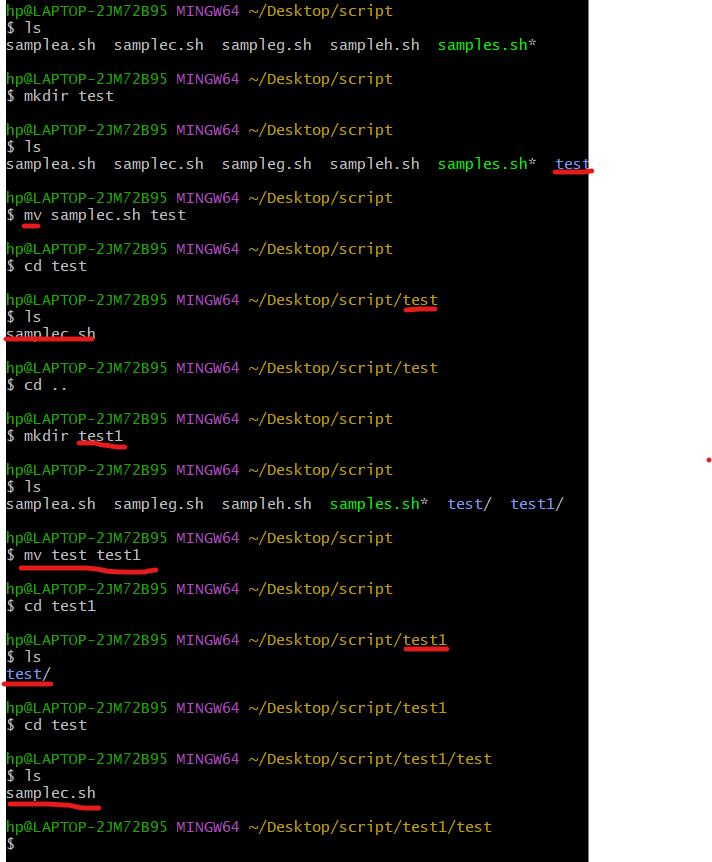 hp@LAPTOP-2JM72B95 MINGW64 ~/Desktop/script
$ ls
samplea.sh  samplec.sh  sampleg.sh  sampleh.sh  samples.sh*
hp@LAPTOP-2JM72B95 MINGW64 ~/Desktop/script
$ mkdir test
hp@LAPTOP-2JM72B95 MINGW64 ~/Desktop/script
$ ls
samplea.sh  samplec.sh  sampleg.sh  sampleh.sh  samples.sh*  test
hp@LAPTOP-2JM72B95 MINGW64 ~/Desktop/script
$ mv samplec.sh test
hp@LAPTOP-2JM72B95 MINGW64 ~/Desktop/script
$ cd test
hp@LAPTOP-2JM72B95 MINGW64 ~/Desktop/script/test
$ ls
samplec.sh
hp@LAPTOP-2JM72B95 MINGW64 ~/Desktop/script/test
$ cd ..
hp@LAPTOP-2JM72B95 MINGW64 ~/Desktop/script
$ mkdir test1
hp@LAPTOP-2JM72B95 MINGW64 ~/Desktop/script
$ ls
samplea.sh  sampleg.sh  sampleh.sh  samples.sh*  test/  test1/
hp@LAPTOP-2JM72B95 MINGW64 ~/Desktop/script
$ mv test test1
hp@LAPTOP-2JM72B95 MINGW64 ~/Desktop/script
$ cd test1
hp@LAPTOP-2JM72B95 MINGW64 ~/Desktop/script/test1
$ ls
test/
hp@LAPTOP-2JM72B95 MINGW64 ~/Desktop/script/test1
$ cd test
hp@LAPTOP-2JM72B95 MINGW64 ~/Desktop/script/test1/test
$ ls
samplec.sh
hp@LAPTOP-2JM72B95 MINGW64 ~/Desktop/script/test1/test
$